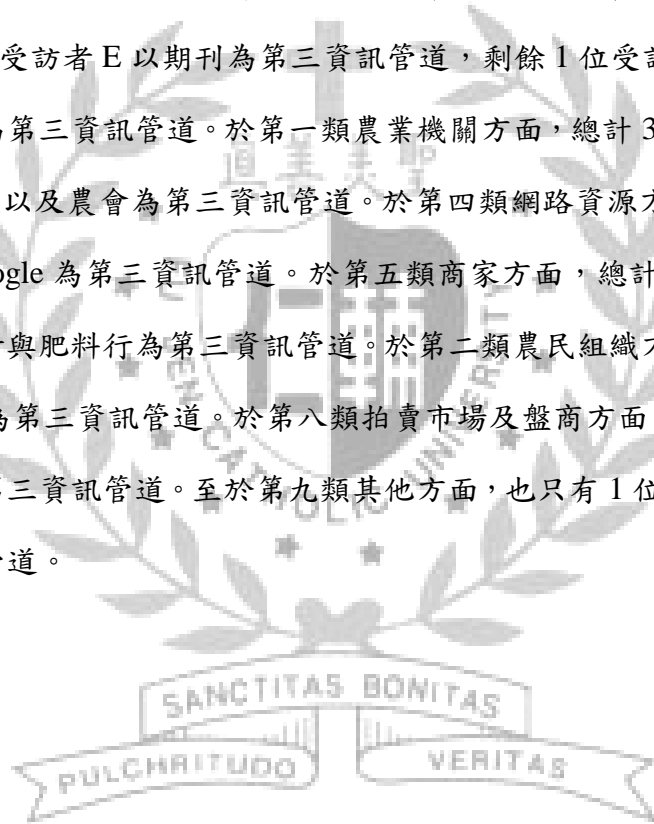 受訪者 E 以期刊為第三資訊管道，剩餘 1 位受訪
為第三資訊管道。於第一類農業機關方面，總計 3
以及農會為第三資訊管道。於第四類網路資源方
ogle 為第三資訊管道。於第五類商家方面，總計
與肥料行為第三資訊管道。於第二類農民組織方
為第三資訊管道。於第八類拍賣市場及盤商方面
第三資訊管道。至於第九類其他方面，也只有 1 位
道。
SANCTITAS BONITAS
PULCHRITUDO VERITAS